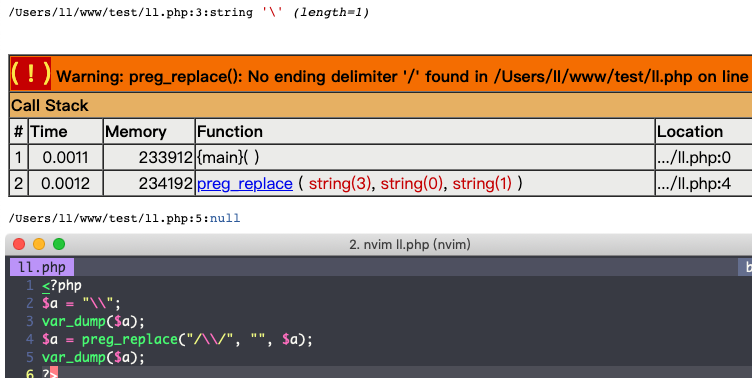 /Users/ll/www/test/ll.php:3:string '\' (length=1)
( ! ) Warning: preg_replace(): No ending delimiter '/' found in /Users/ll/www/test/ll.php on line
Call Stack
# Time Memory Function Location
1 0.0011 233912 {main}( ) .../ll.php:0
2 0.0012 234192 preg_replace ( string(3), string(0), string(1) ) .../ll.php:4
/Users/ll/www/test/ll.php:5:null
2. nvim ll.php (nvim)
ll.php b
1 <?php
2 $a = "\\";
3 var_dump($a);
4 $a = preg_replace("/\\/", "", $a);
5 var_dump($a);
6 ?>